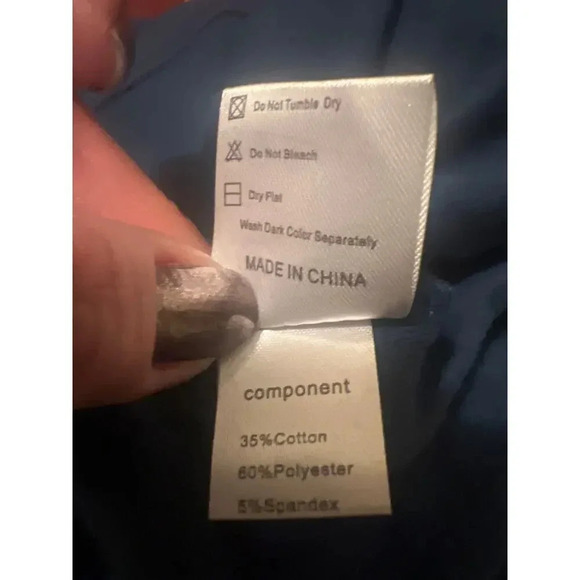 Do Not Tumble Dry
Do Not Bleach
Dry Flat
Wash Dark Color Separately
MADE IN CHINA
component
35%Cotton
60%Polyester
5%Spandex